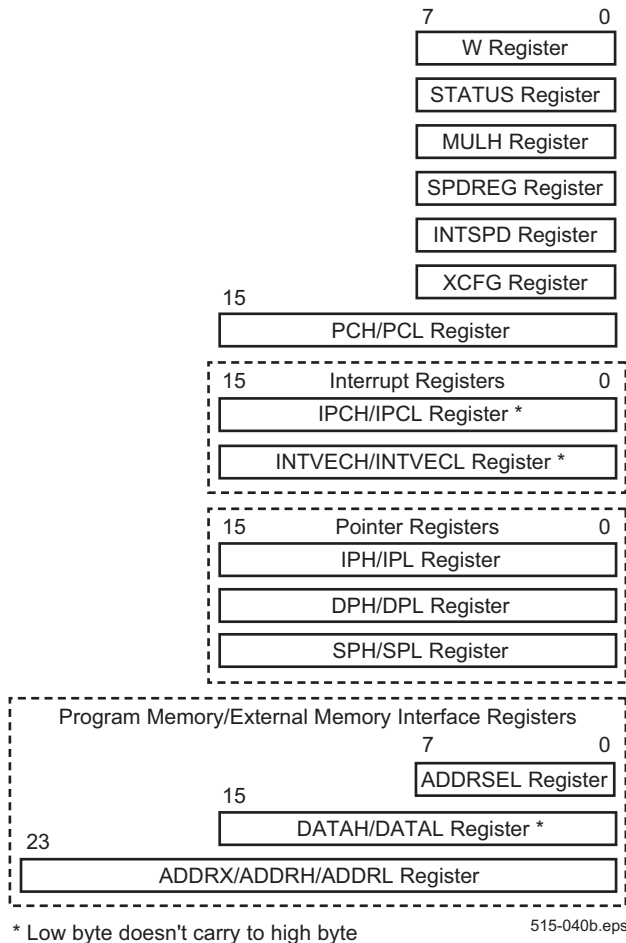 7 0
W Register
STATUS Register
MULH Register
SPDREG Register
INTSPD Register
XCFG Register
15
PCH/PCL Register
15 Interrupt Registers 0
IPCH/IPCL Register *
INTVECH/INTVECL Register *
15 Pointer Registers 0
IPH/IPL Register
DPH/DPL Register
SPH/SPL Register
Program Memory/External Memory Interface Registers
7 0
ADDRSEL Register
15
DATAH/DATAL Register *
23
ADDRX/ADDRH/ADDRL Register
* Low byte doesn't carry to high byte 515-040b.eps